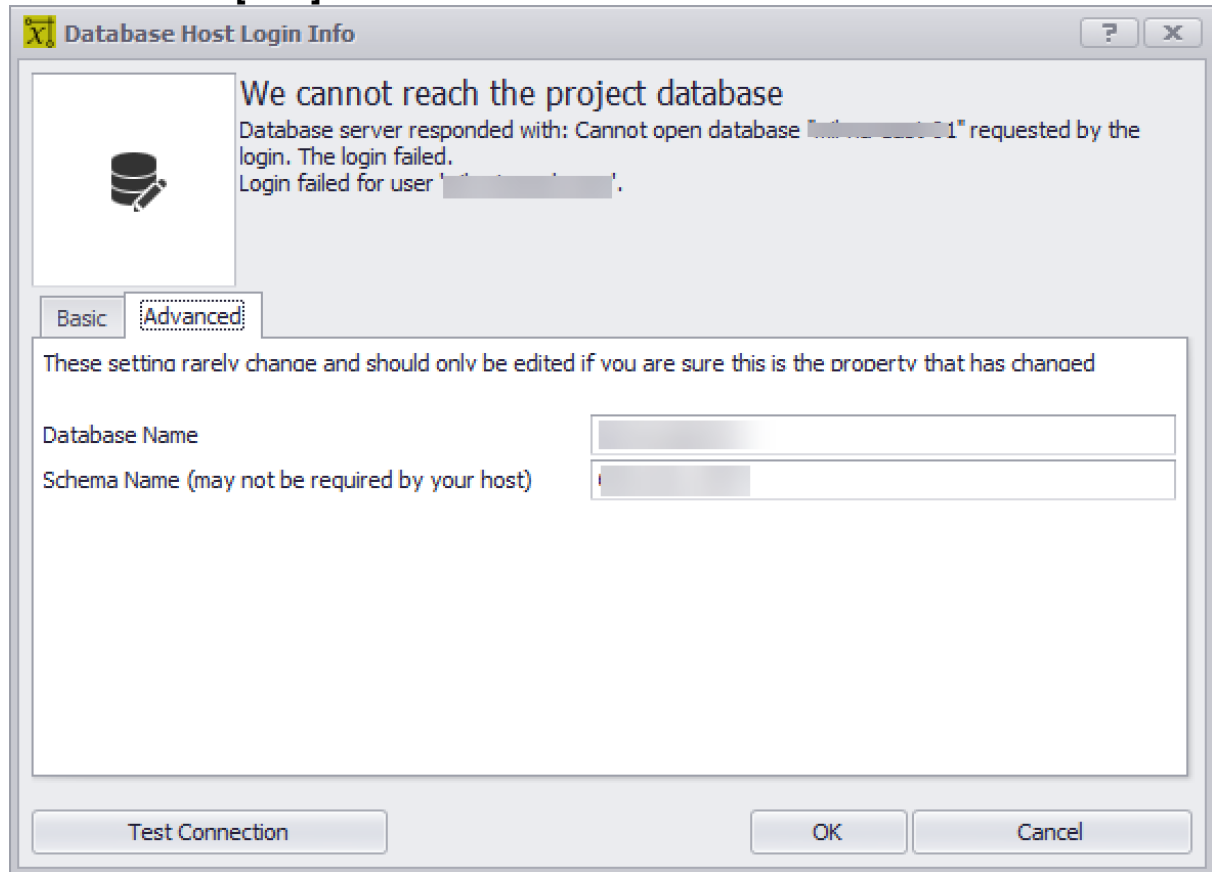 Database Host Login Info
?
X
We cannot reach the project database
Database server responded with: Cannot open database " 1" requested by the
login. The login failed.
Login failed for user ' '.
Basic
Advanced
These setting rarely change and should only be edited if you are sure this is the property that has changed
Database Name
Schema Name (may not be required by your host)
Test Connection
OK
Cancel